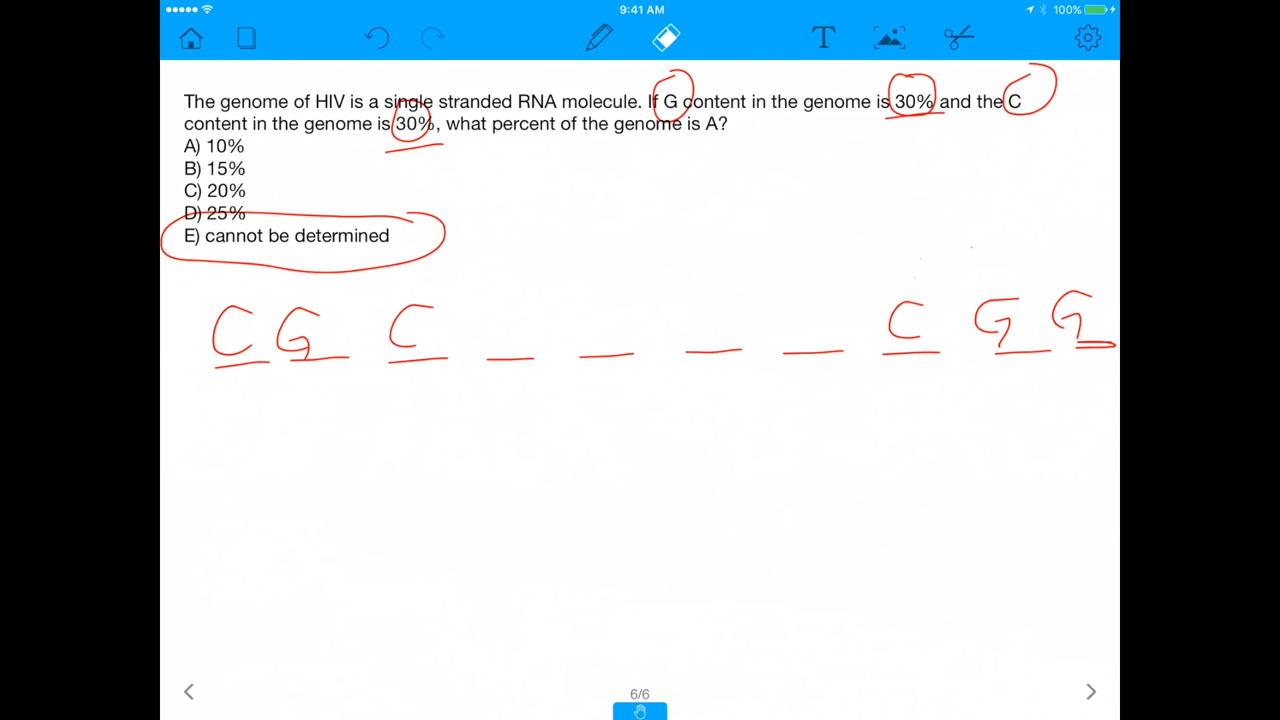 9:41 AM
100%
T
The genome of HIV is a single stranded RNA molecule. If G content in the genome is 30% and the C
content in the genome is 30%, what percent of the genome is A?
A) 10%
B) 15%
C) 20%
D) 25%
E) cannot be determined
C G C C G G
6/6